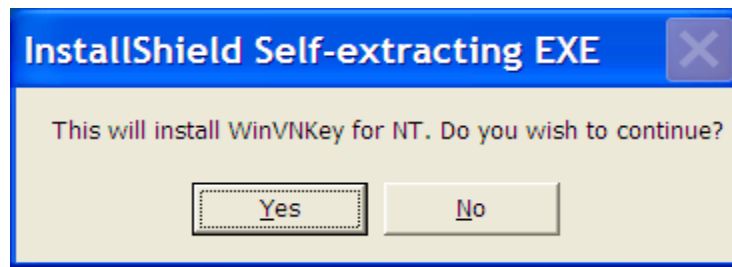 InstallShield Self-extracting EXE
This will install WinVNKey for NT. Do you wish to continue?
Yes
No